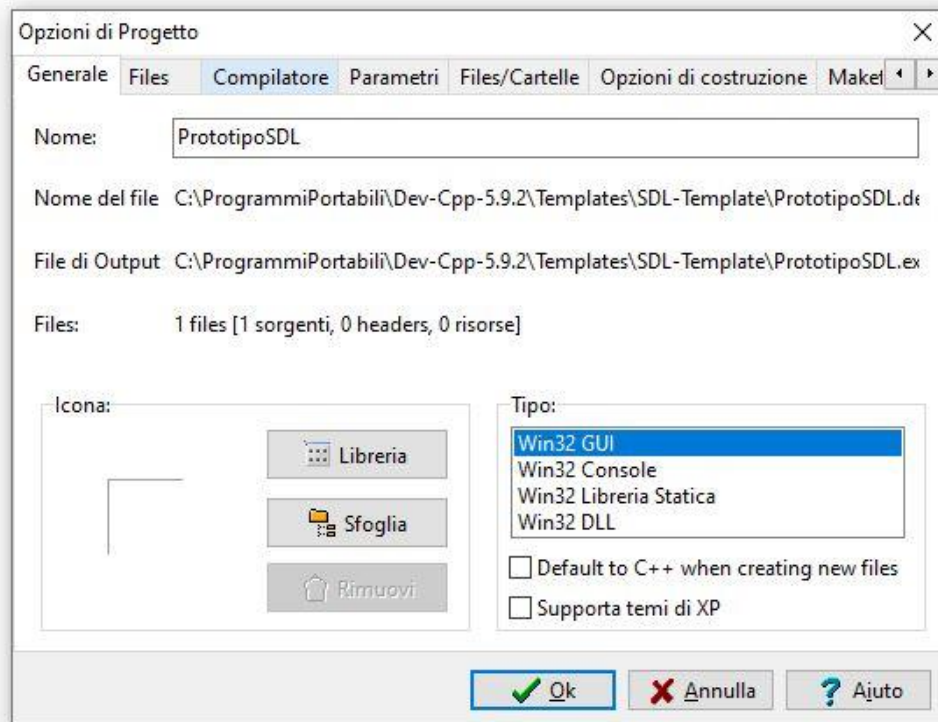 Opzioni di Progetto
Generale Files Compilatore Parametri Files/Cartelle Opzioni di costruzione Makef
Nome: PrototipoSDL
Nome del file C:\ProgrammiPortabili\Dev-Cpp-5.9.2\Templates\SDL-Template\PrototipoSDL.de
File di Output C:\ProgrammiPortabili\Dev-Cpp-5.9.2\Templates\SDL-Template\PrototipoSDL.ex
Files: 1 files [1 sorgenti, 0 headers, 0 risorse]
Icona:
Libreria
Sfoglia
Rimuovi
Tipo:
Win32 GUI
Win32 Console
Win32 Libreria Statica
Win32 DLL
Default to C++ when creating new files
Supporta temi di XP
Ok Annulla Aiuto